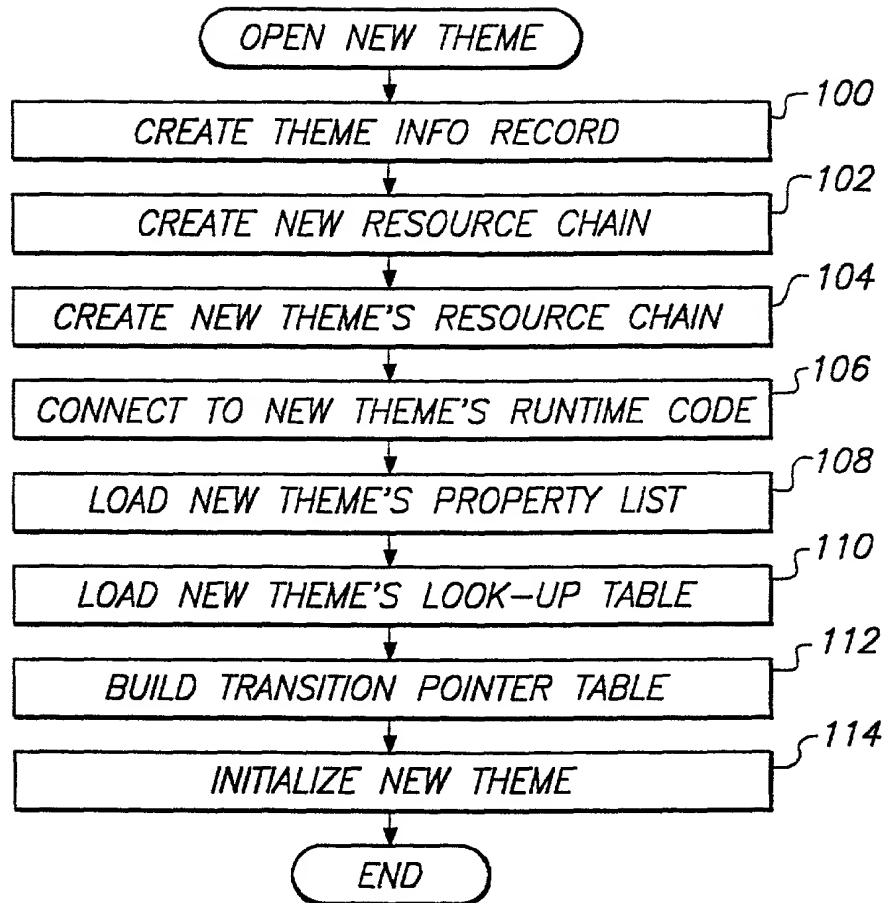 OPEN NEW THEME
100
CREATE THEME INFO RECORD
102
CREATE NEW RESOURCE CHAIN
104
CREATE NEW THEME'S RESOURCE CHAIN
106
CONNECT TO NEW THEME'S RUNTIME CODE
108
LOAD NEW THEME'S PROPERTY LIST
110
LOAD NEW THEME'S LOOK-UP TABLE
112
BUILD TRANSITION POINTER TABLE
114
INITIALIZE NEW THEME
END